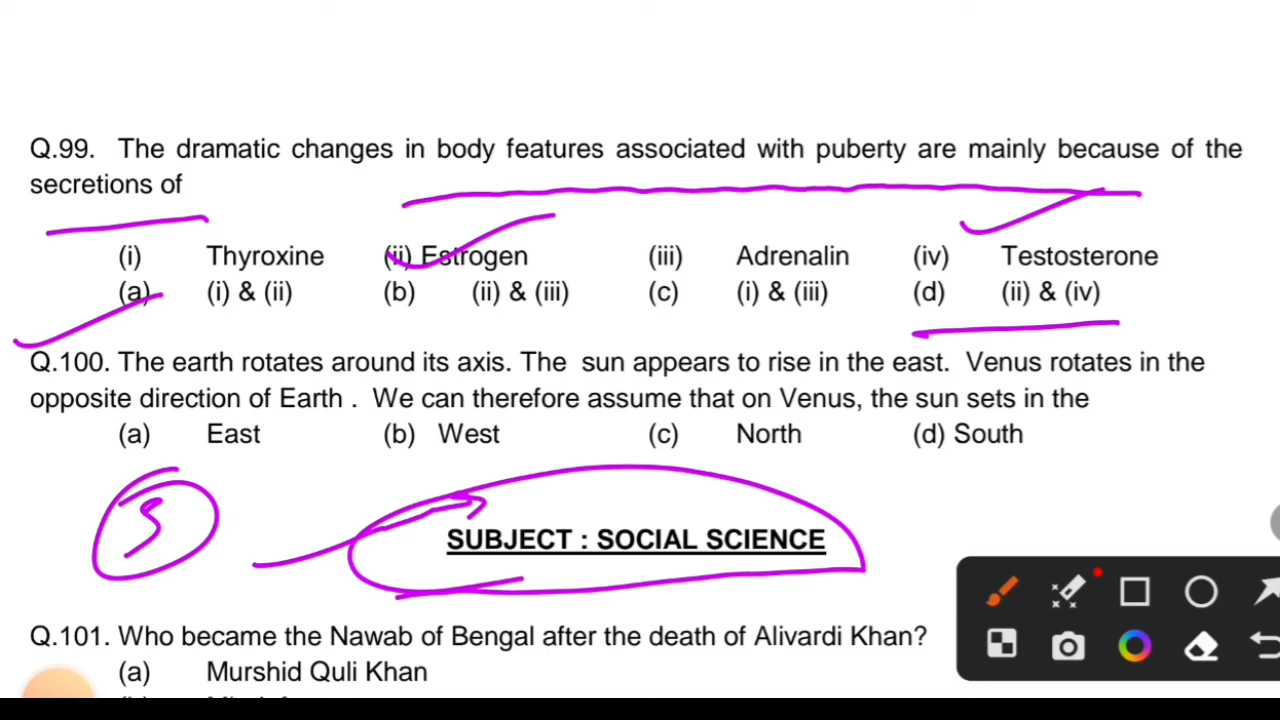 Q.99. The dramatic changes in body features associated with puberty are mainly because of the
secretions of
(i) Thyroxine (ii) Estrogen (iii) Adrenalin (iv) Testosterone
(a) (i) & (ii) (b) (ii) & (iii) (c) (i) & (iii) (d) (ii) & (iv)
Q.100. The earth rotates around its axis. The sun appears to rise in the east. Venus rotates in the
opposite direction of Earth . We can therefore assume that on Venus, the sun sets in the
(a) East (b) West (c) North (d) South
SUBJECT : SOCIAL SCIENCE
Q.101. Who became the Nawab of Bengal after the death of Alivardi Khan?
(a) Murshid Quli Khan